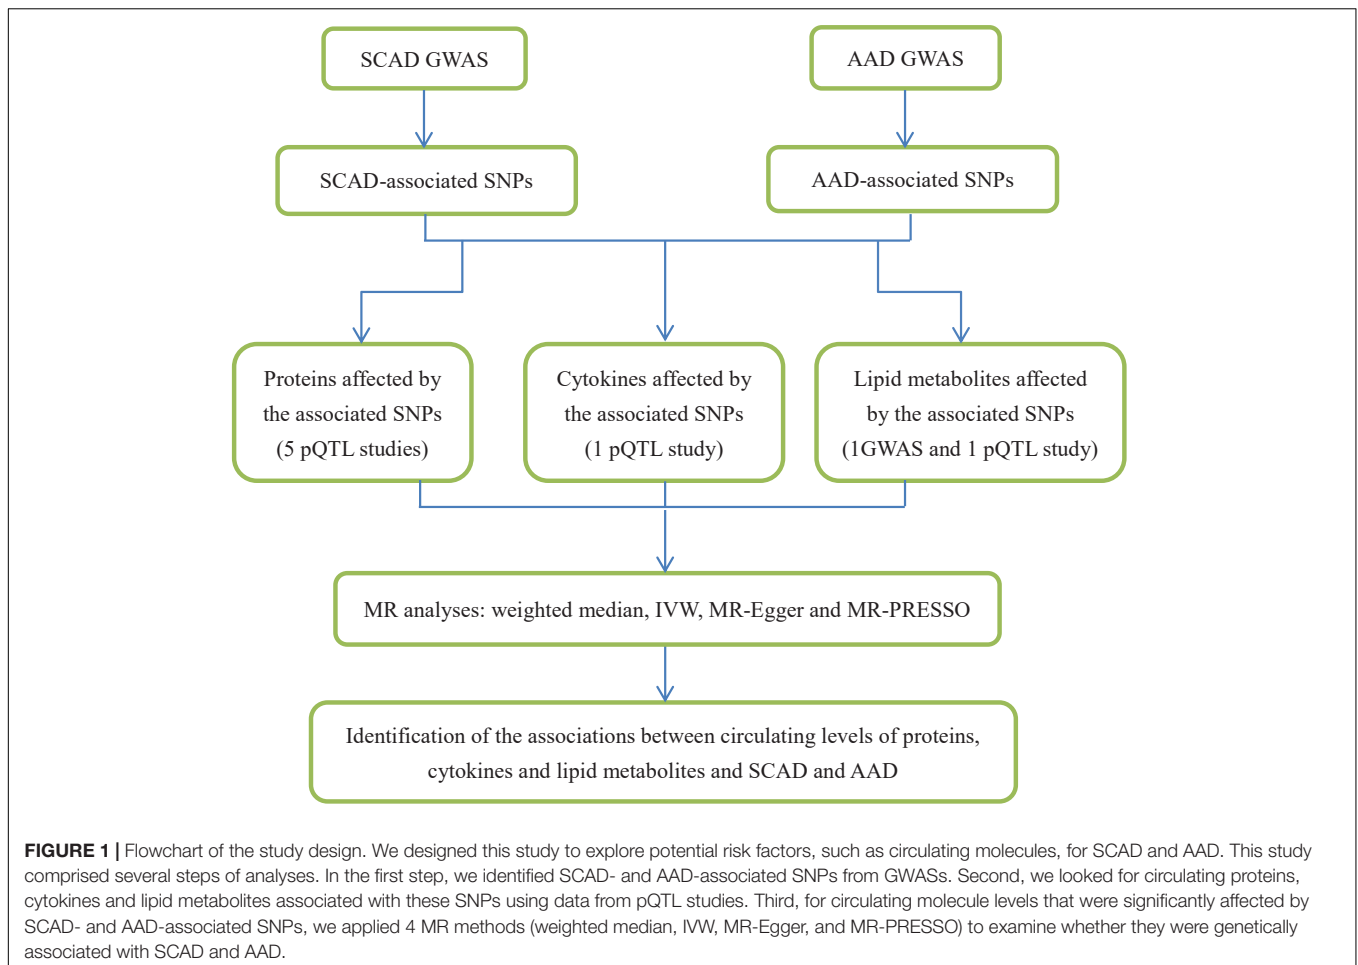 SCAD GWAS
AAD GWAS
SCAD-associated SNPs
AAD-associated SNPs
Proteins affected by
the associated SNPs
(5 pQTL studies)
Cytokines affected by
the associated SNPs
(1 pQTL study)
Lipid metabolites affected
by the associated SNPs
(1GWAS and 1 pQTL study)
MR analyses: weighted median, IVW, MR-Egger and MR-PRESSO
Identification of the associations between circulating levels of proteins,
cytokines and lipid metabolites and SCAD and AAD
FIGURE 1 | Flowchart of the study design. We designed this study to explore potential risk factors, such as circulating molecules, for SCAD and AAD. This study
comprised several steps of analyses. In the first step, we identified SCAD- and AAD-associated SNPs from GWASs. Second, we looked for circulating proteins,
cytokines and lipid metabolites associated with these SNPs using data from pQTL studies. Third, for circulating molecule levels that were significantly affected by
SCAD- and AAD-associated SNPs, we applied 4 MR methods (weighted median, IVW, MR-Egger, and MR-PRESSO) to examine whether they were genetically
associated with SCAD and AAD.